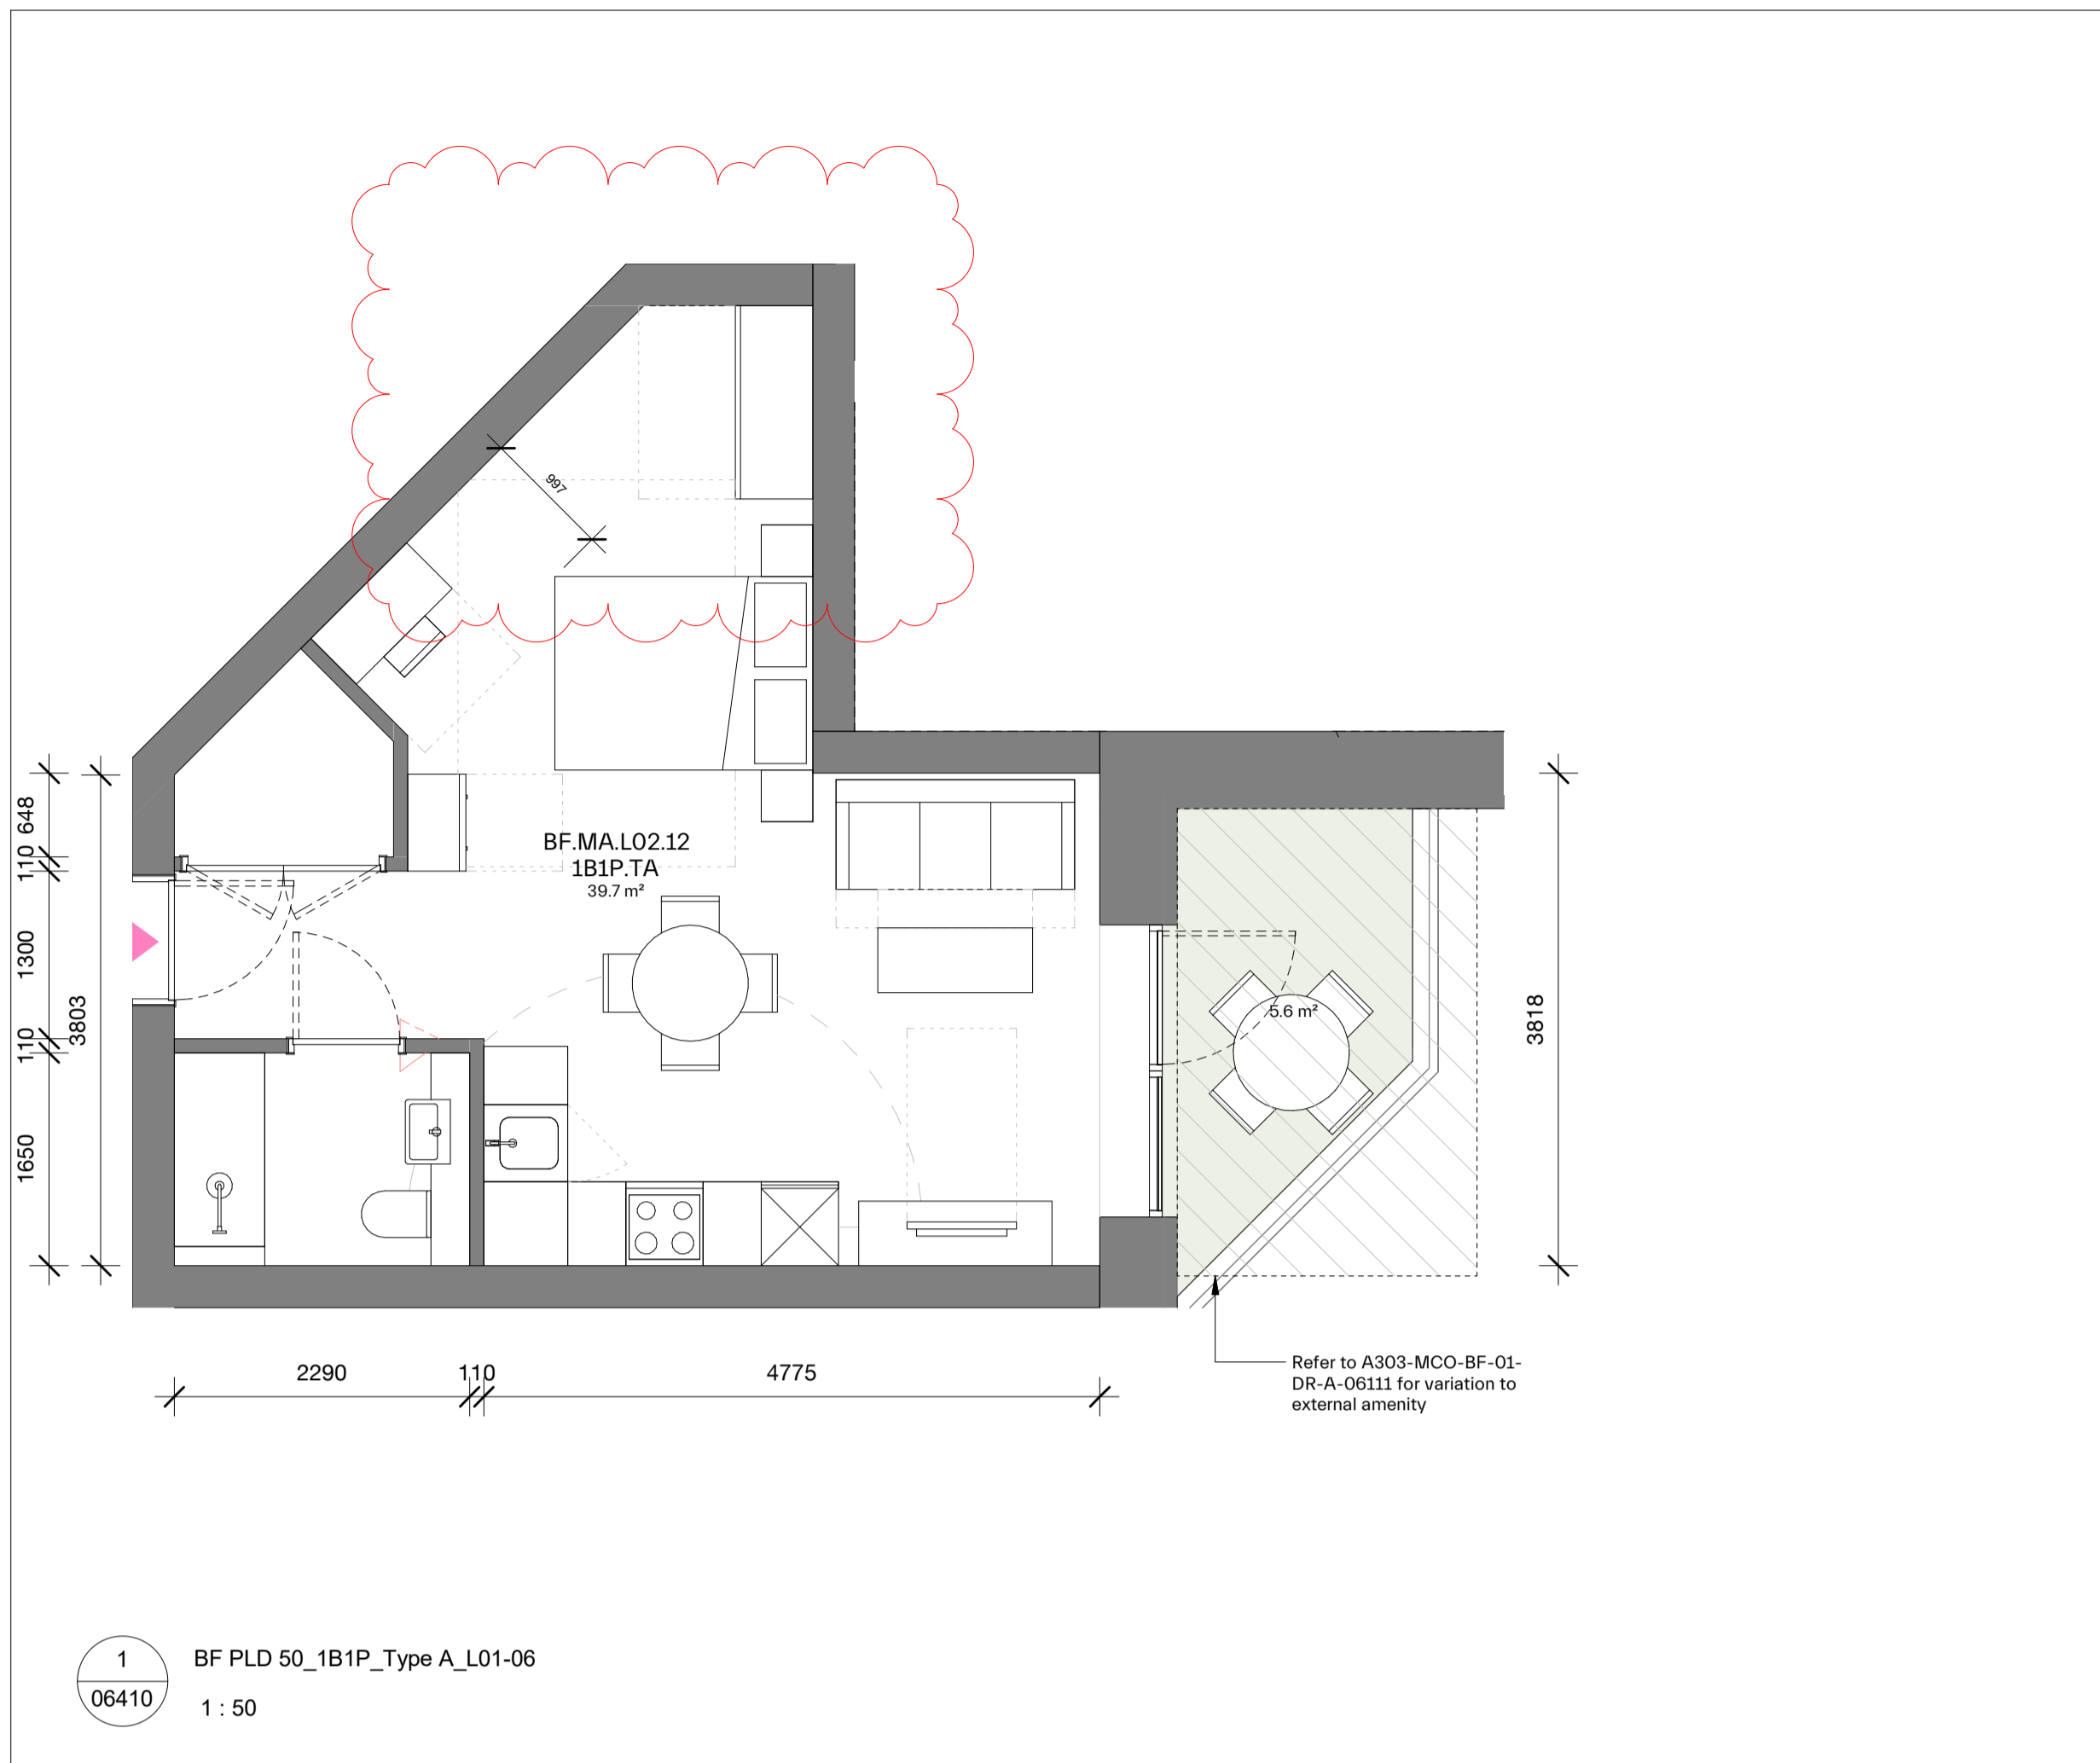 997
BF.MA.L02.12
1B1P.TA
39.7 m²
648
110
1300
110
1650
3803
5.6 m²
3818
2290
110
4775
Refer to A303-MCO-BF-01-
DR-A-06111 for variation to
external amenity
1
06410
BF PLD 50_1B1P_Type A_L01-06
1 : 50